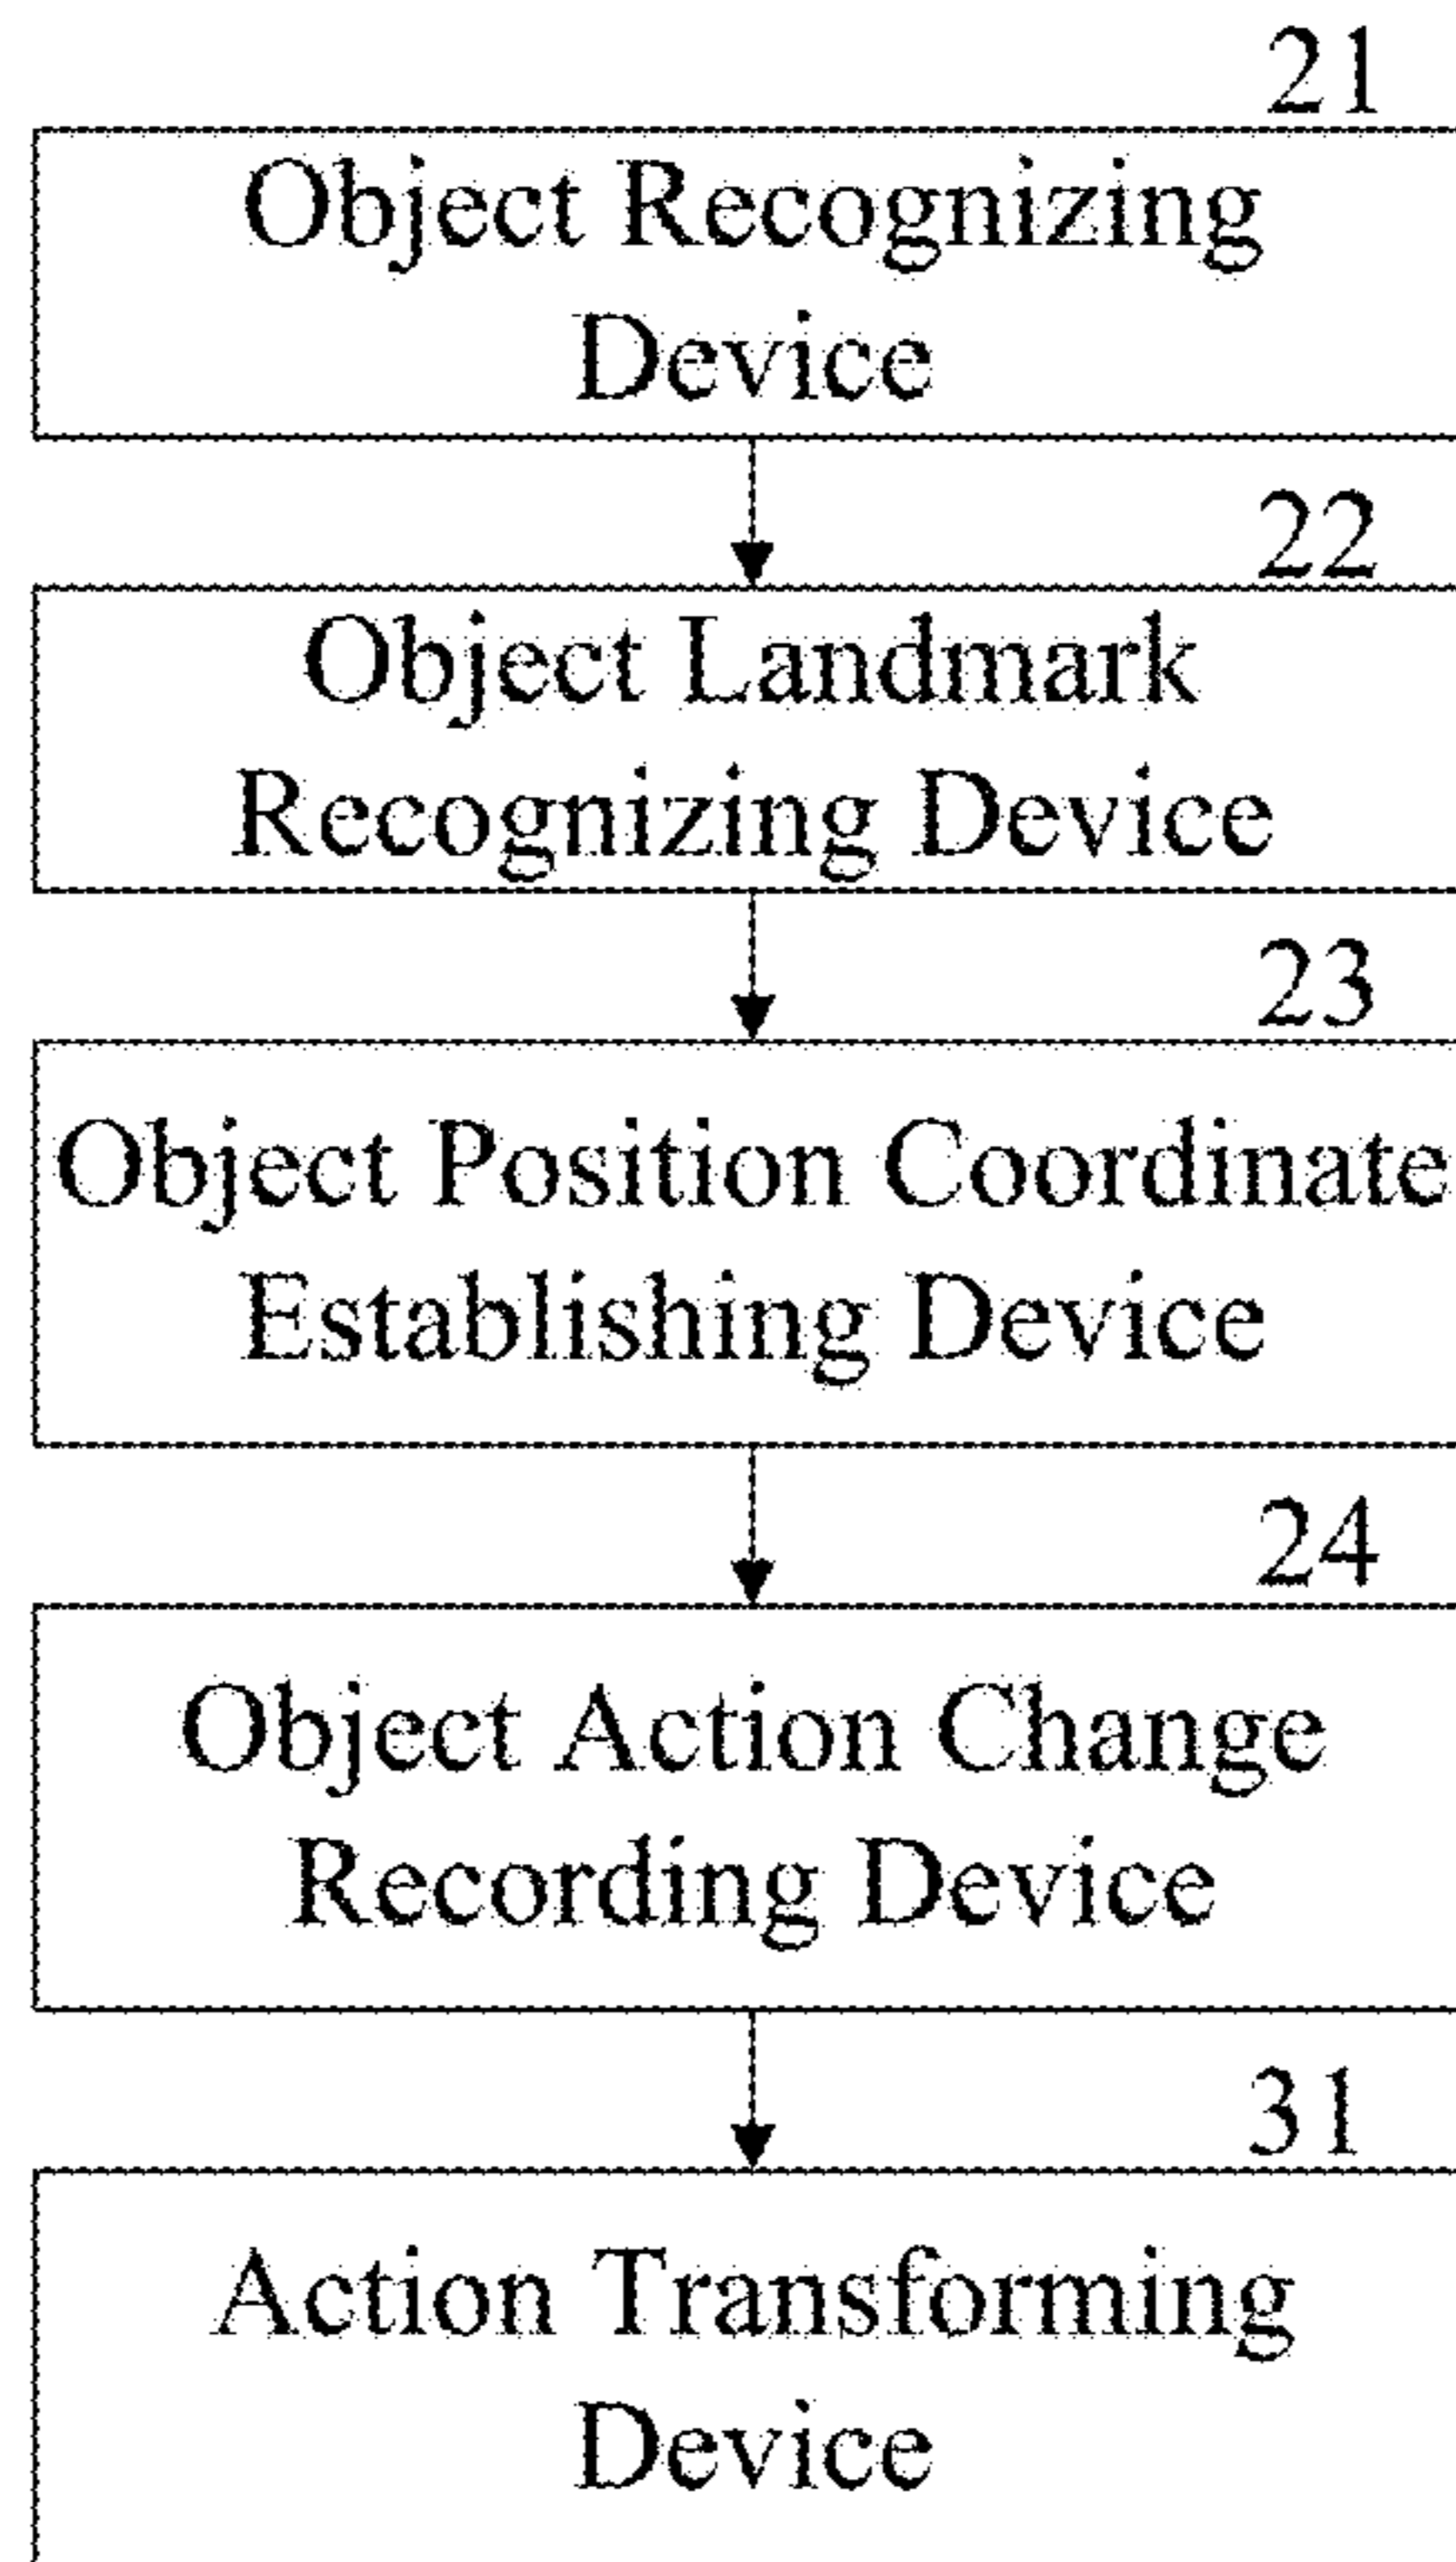 21
Object Recognizing
Device
22
Object Landmark
Recognizing Device
23
Object Position Coordinate
Establishing Device
24
Object Action Change
Recording Device
31
Action Transforming
Device